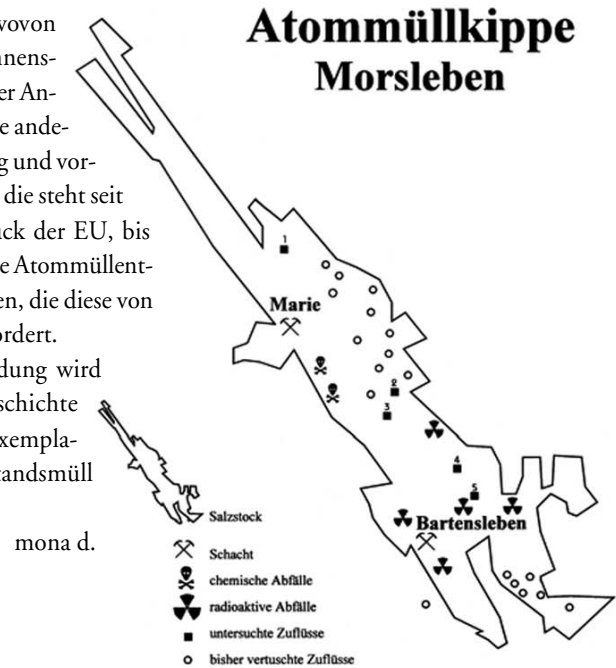 wovon
nnens-
er An-
e ande-
g und vor-
die steht seit
ck der EU, bis
e Atommüllent-
en, die diese von
ordert.
dung wird
schichte
xempla-
tandsmüll
mona d.
Atommüllkippe
Morsleben
1
Marie
2
3
4
5
Bartensleben
Salzstock
Schacht
chemische Abfälle
radioaktive Abfälle
untersuchte Zuflüsse
bisher vertuschte Zuflüsse